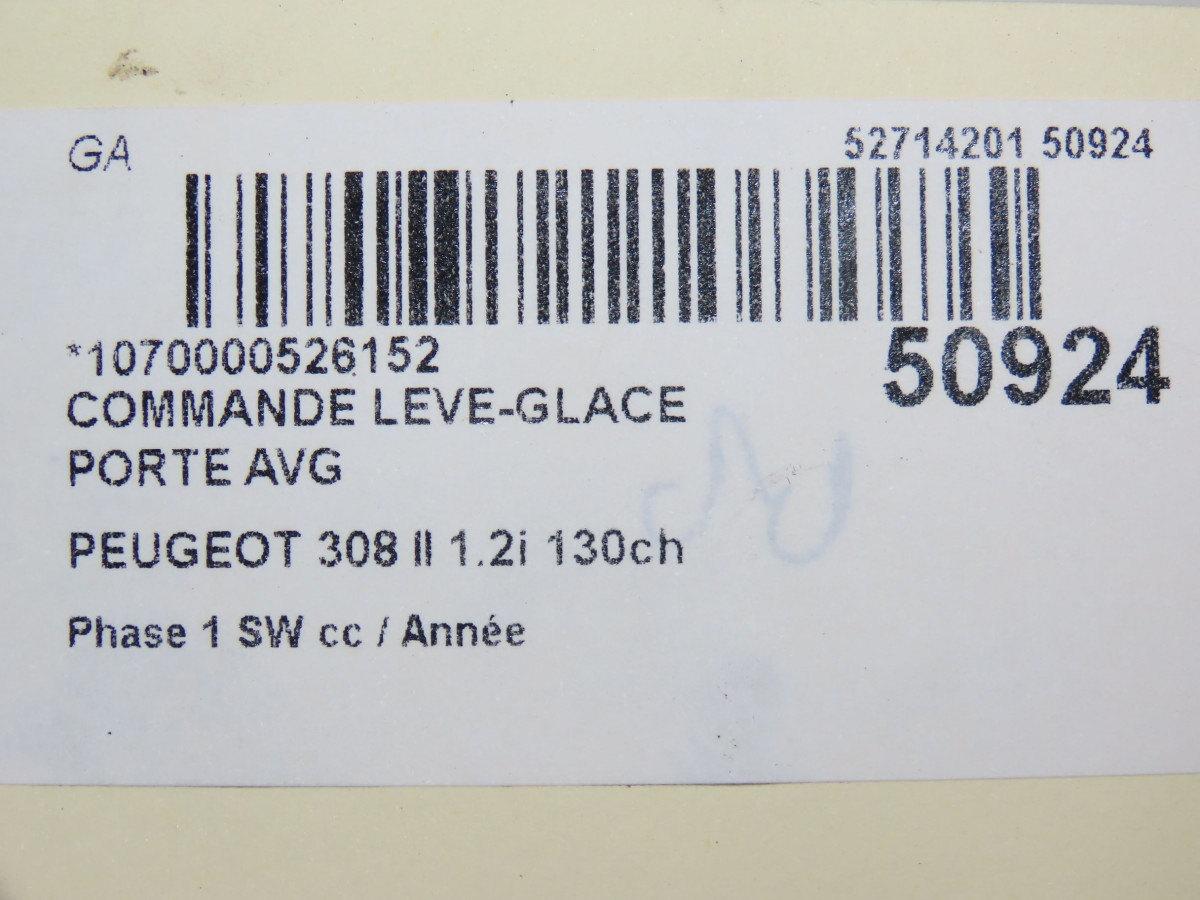 GA
52714201 50924
*1070000526152
50924
COMMANDE LEVE-GLACE
PORTE AVG
PEUGEOT 308 II 1.2i 130ch
Phase 1 SW cc / Année